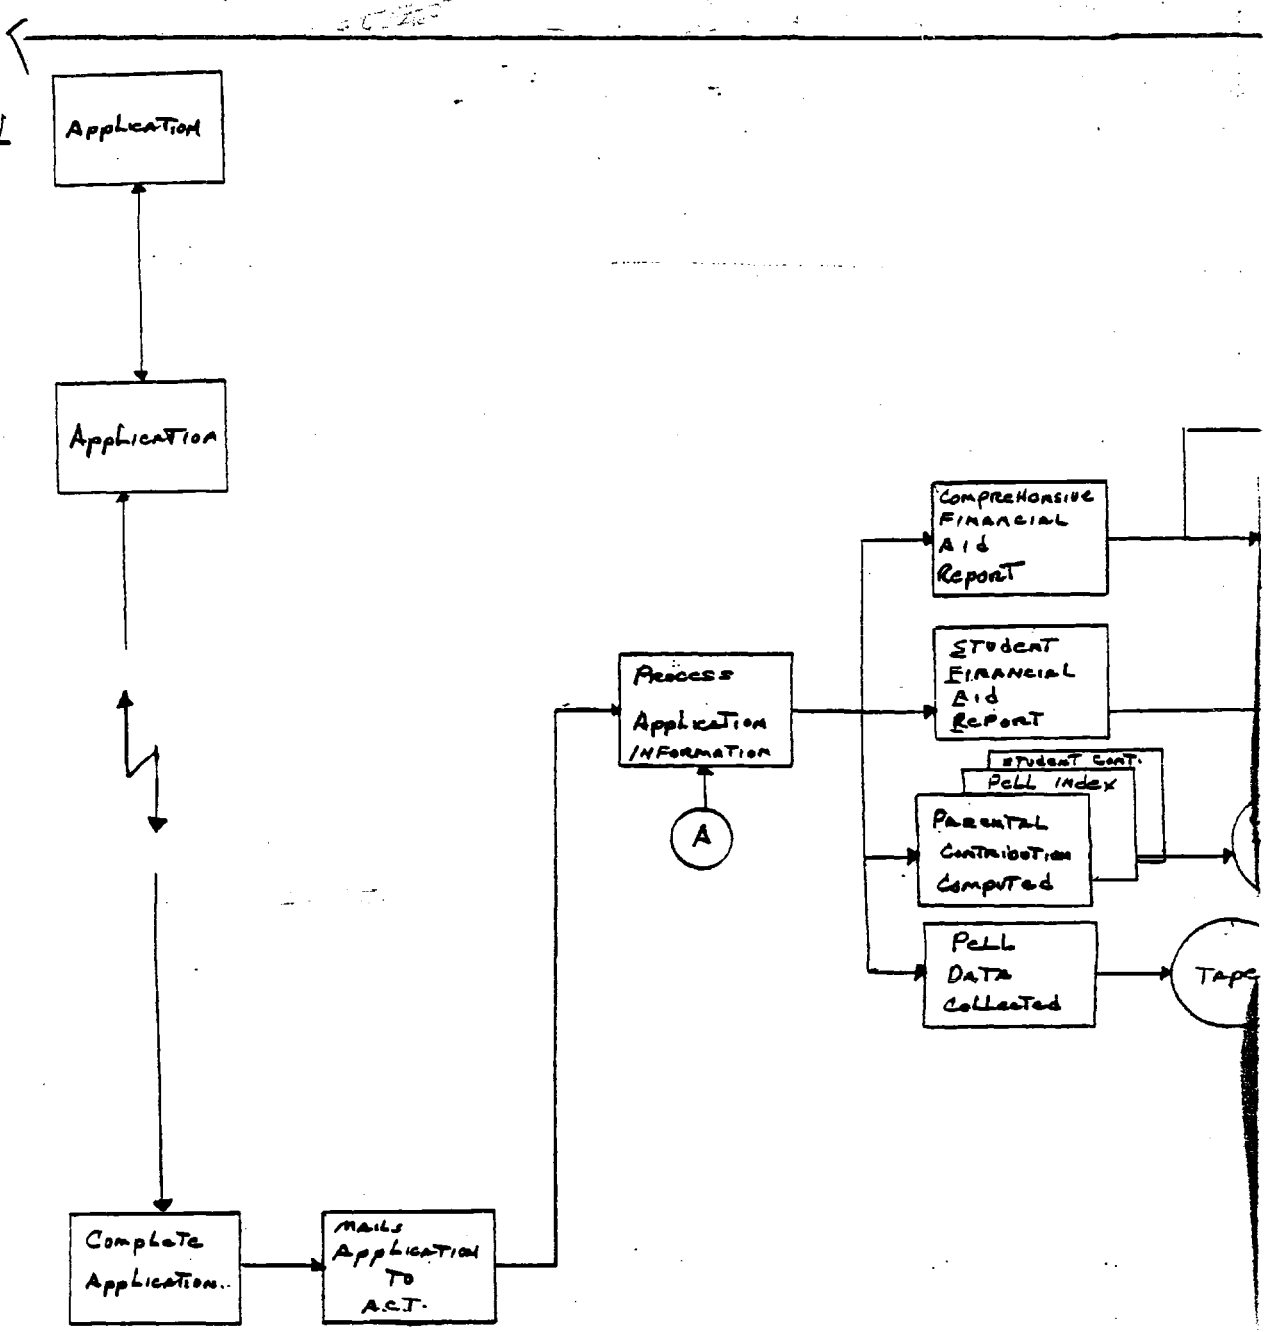 Application
Application
Comprehonsive
Financial
Aid
Report
Student
Financial
Aid
Report
Process
Application
Information
A
Student Cont.
Pell Index
Parental
Contribution
Computed
Pell
Data
Collected
Tape
Complete
Application.
Mails
Application
To
A.C.T.